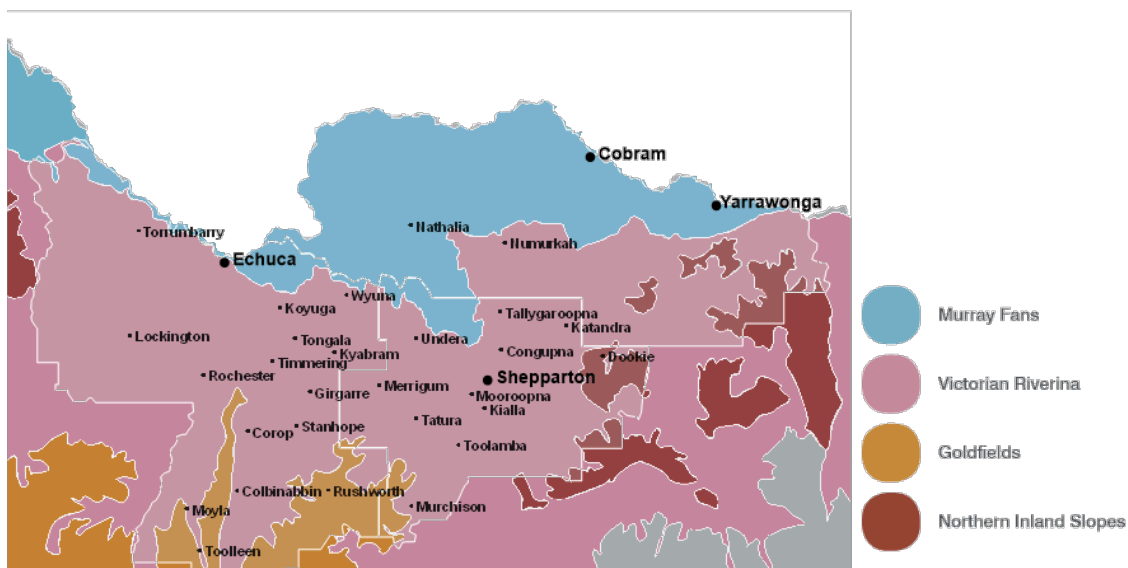 Cobram
Yarrawonga
Nathalia
Torrumbarry
Numurkah
Echuca
Wyuna
Koyuga
Tallygaroopna
Katandra
Lockington
Tongala
Undera
Kyabram
Congupna
Dookie
Timmering
Rochester
Shepparton
Merrigum
Girgarre
Mooroopna
Kialla
Tatura
Stanhope
Corop
Toolamba
Colbinabbin
Rushworth
Murchison
Moyla
Toolleen
Murray Fans
Victorian Riverina
Goldfields
Northern Inland Slopes